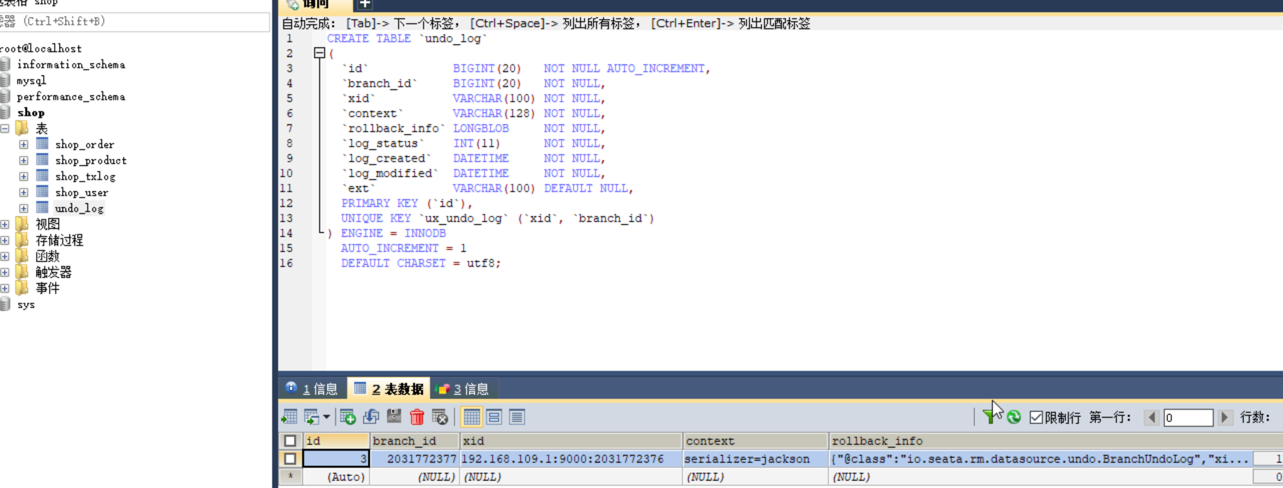 shop
询问
器 (Ctrl+Shift+B)
自动完成: [Tab]-> 下一个标签, [Ctrl+Space]-> 列出所有标签, [Ctrl+Enter]-> 列出匹配标签
root@localhost
information_schema
mysql
performance_schema
shop
表
shop_order
shop_product
shop_txlog
shop_user
undo_log
视图
存储过程
函数
触发器
事件
sys
1 CREATE TABLE `undo_log`
2 (
3 `id` BIGINT(20) NOT NULL AUTO_INCREMENT,
4 `branch_id` BIGINT(20) NOT NULL,
5 `xid` VARCHAR(100) NOT NULL,
6 `context` VARCHAR(128) NOT NULL,
7 `rollback_info` LONGBLOB NOT NULL,
8 `log_status` INT(11) NOT NULL,
9 `log_created` DATETIME NOT NULL,
10 `log_modified` DATETIME NOT NULL,
11 `ext` VARCHAR(100) DEFAULT NULL,
12 PRIMARY KEY (`id`),
13 UNIQUE KEY `ux_undo_log` (`xid`, `branch_id`)
14 ) ENGINE = INNODB
15 AUTO_INCREMENT = 1
16 DEFAULT CHARSET = utf8;
1 信息 2 表数据 3 信息
限制行 第一行: 0 行数:
id branch_id xid context rollback_info
3 2031772377 192.168.109.1:9000:2031772376 serializer=jackson {"@class":"io.seata.rm.datasource.undo.BranchUndoLog","xi... 1
* (Auto) (NULL) (NULL) (NULL) (NULL) 0